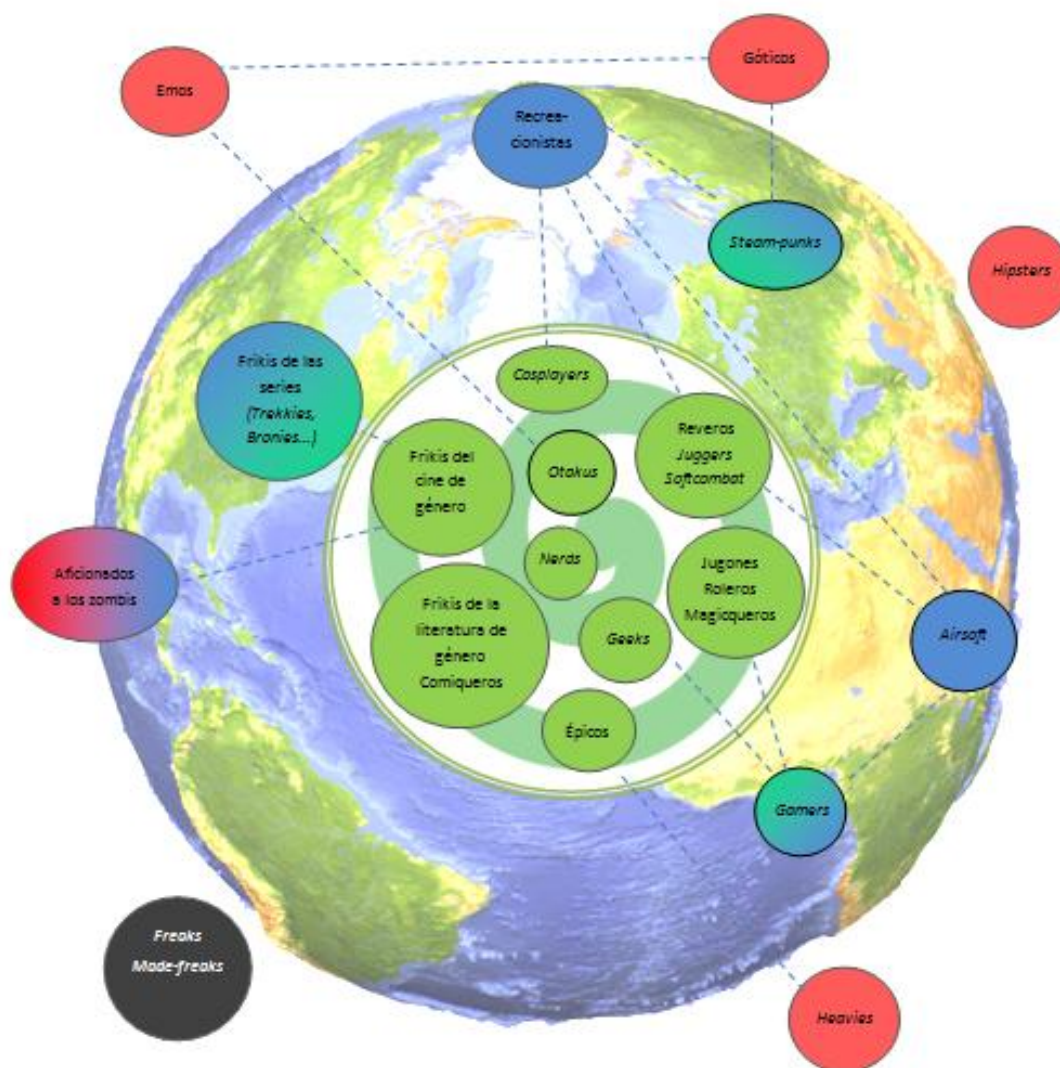 Góticos
Emos
Recrea-
cionistas
Steam-punks
Hipsters
Frikis de las
series
(Trekkies,
Bronies...)
Cosplayers
Reveros
Juggers
Softcombat
Frikis del
cine de
género
Otakus
Nerds
Aficionados
a los zombis
Jugones
Roleros
Magicqueros
Frikis de la
literatura de
género
Comiqueros
Geeks
Airsoft
Épicos
Gamers
Freaks
Made-freaks
Heavies